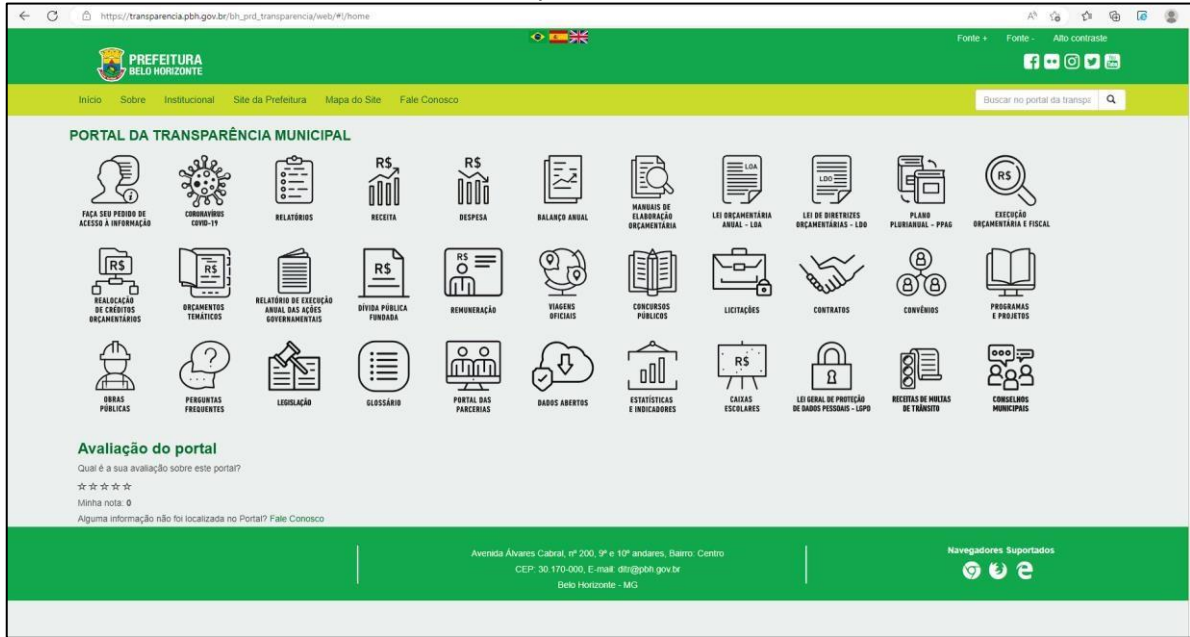 https://transparencia.pbh.gov.br/bh_prd_transparencia/web/#!/home
Fonte + Fonte - Alto contraste
PREFEITURA
BELO HORIZONTE
Início Sobre Institucional Site da Prefeitura Mapa do Site Fale Conosco
Buscar no portal da transpa
PORTAL DA TRANSPARÊNCIA MUNICIPAL
FAÇA SEU PEDIDO DE
ACESSO À INFORMAÇÃO
CORONAVÍRUS
COVID-19
RELATÓRIOS
R$
RECEITA
R$
DESPESA
BALANÇO ANUAL
MANUAIS DE
ELABORAÇÃO
ORÇAMENTÁRIA
LOA
LEI ORÇAMENTÁRIA
ANUAL - LOA
LDO
LEI DE DIRETRIZES
ORÇAMENTÁRIAS - LDO
PLANO
PLURIANUAL - PPAG
R$
EXECUÇÃO
ORÇAMENTÁRIA E FISCAL
R$
REALOCAÇÃO
DE CRÉDITOS
ORÇAMENTÁRIOS
R$
ORÇAMENTOS
TEMÁTICOS
RELATÓRIO DE EXECUÇÃO
ANUAL DAS AÇÕES
GOVERNAMENTAIS
R$
DÍVIDA PÚBLICA
FUNDADA
R$
REMUNERAÇÃO
VIAGENS
OFICIAIS
CONCURSOS
PÚBLICOS
LICITAÇÕES
CONTRATOS
CONVÊNIOS
PROGRAMAS
E PROJETOS
OBRAS
PÚBLICAS
PERGUNTAS
FREQUENTES
LEGISLAÇÃO
GLOSSÁRIO
PORTAL DAS
PARCERIAS
DADOS ABERTOS
ESTATÍSTICAS
E INDICADORES
R$
CAIXAS
ESCOLARES
LEI GERAL DE PROTEÇÃO
DE DADOS PESSOAIS - LGPD
RECEITAS DE MULTAS
DE TRÂNSITO
CONSELHOS
MUNICIPAIS
Avaliação do portal
Qual é a sua avaliação sobre este portal?
Minha nota: 0
Alguma informação não foi localizada no Portal? Fale Conosco
Avenida Álvares Cabral, nº 200, 9º e 10º andares, Bairro: Centro
CEP: 30.170-000, E-mail: ditr@pbh.gov.br
Belo Horizonte - MG
Navegadores Suportados